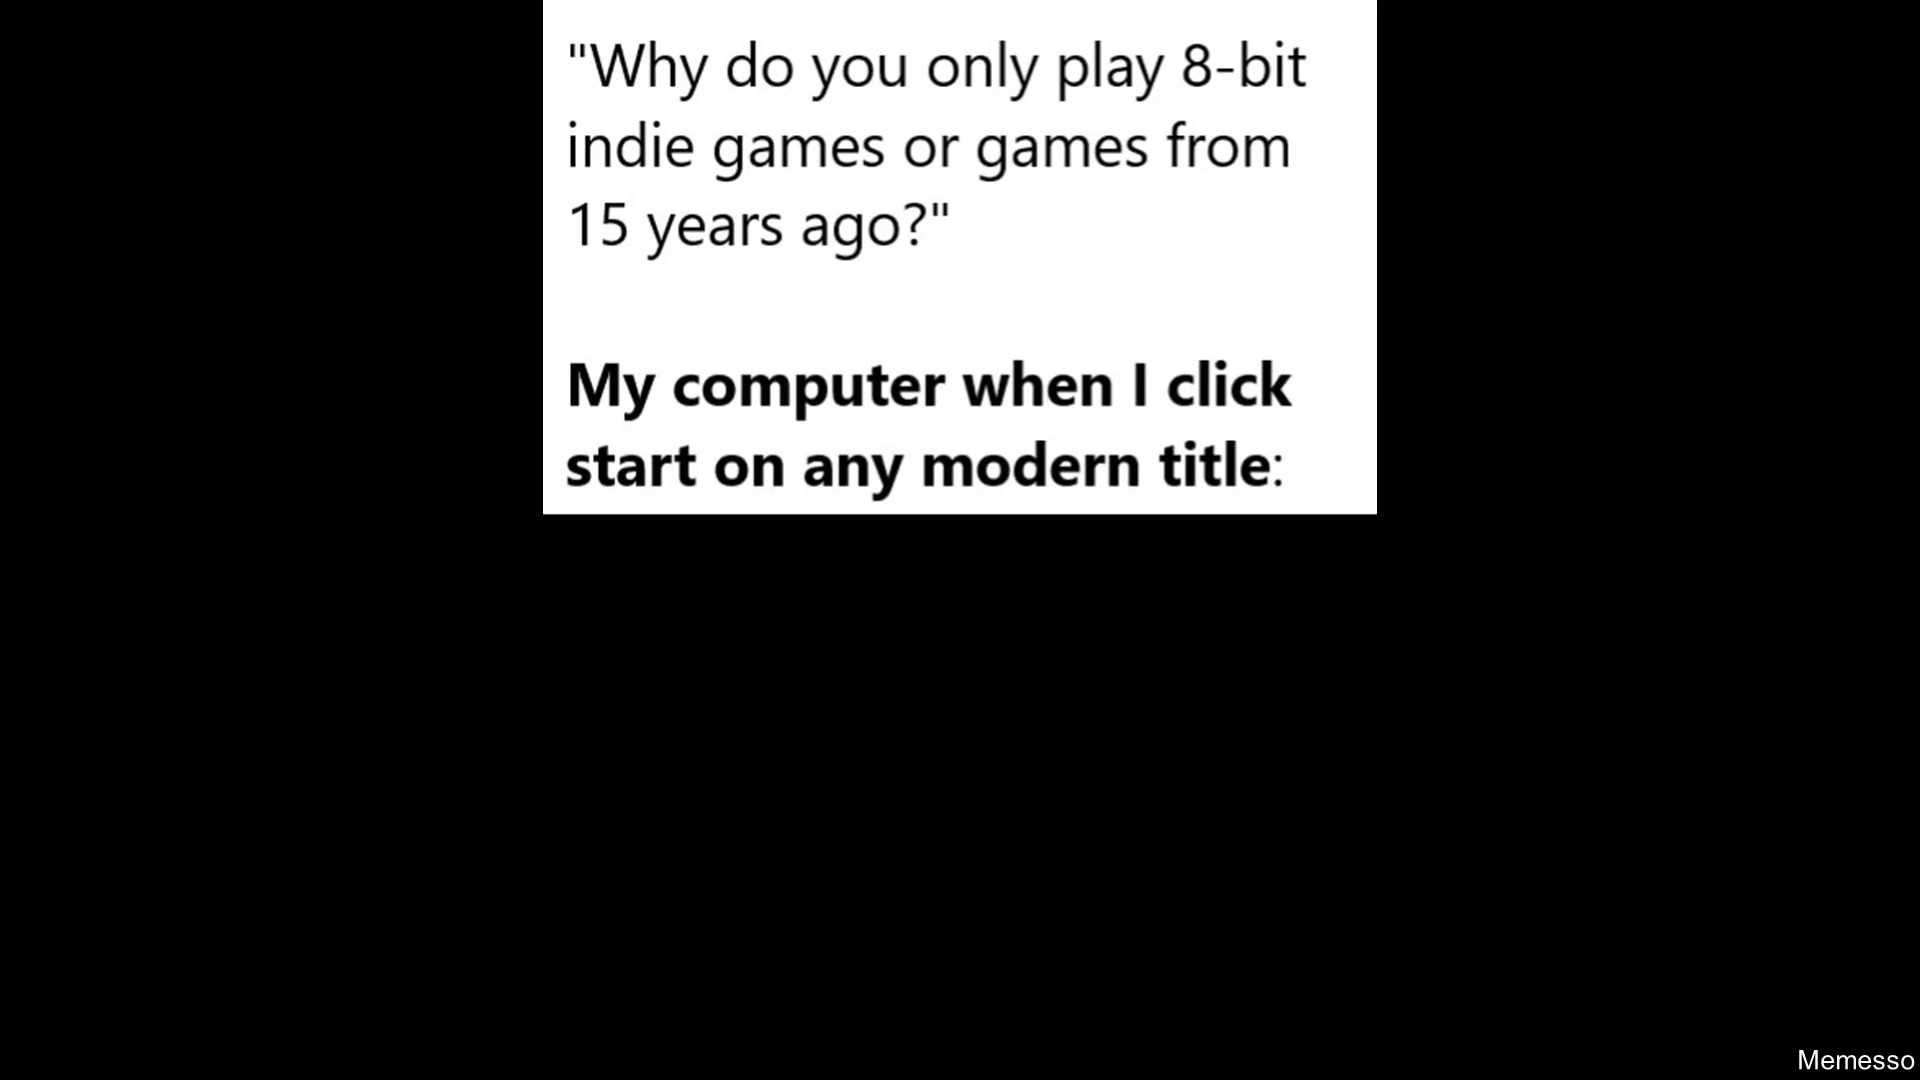 "Why do you only play 8-bit
indie games or games from
15 years ago?"
My computer when I click
start on any modern title:
Memesso